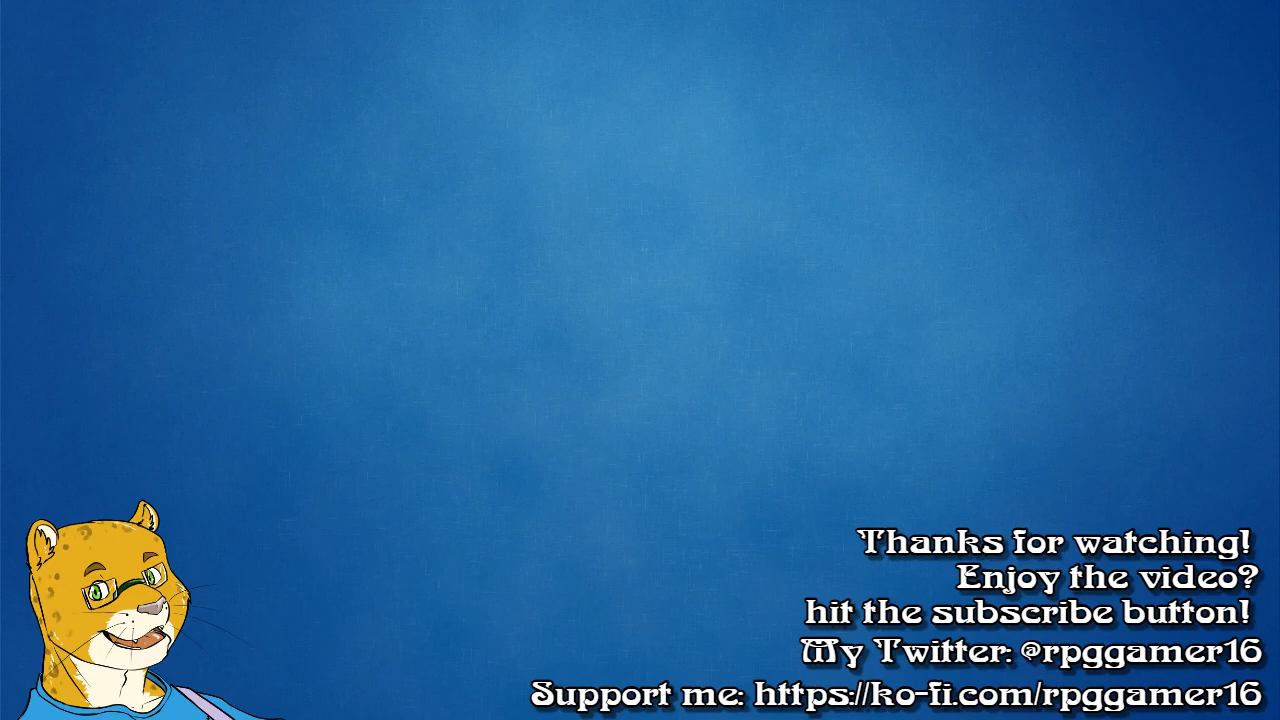 Thanks for watching!
Enjoy the video?
hit the subscribe button!
My Twitter: @rpggamer16
Support me: https://ko-fi.com/rpggamer16